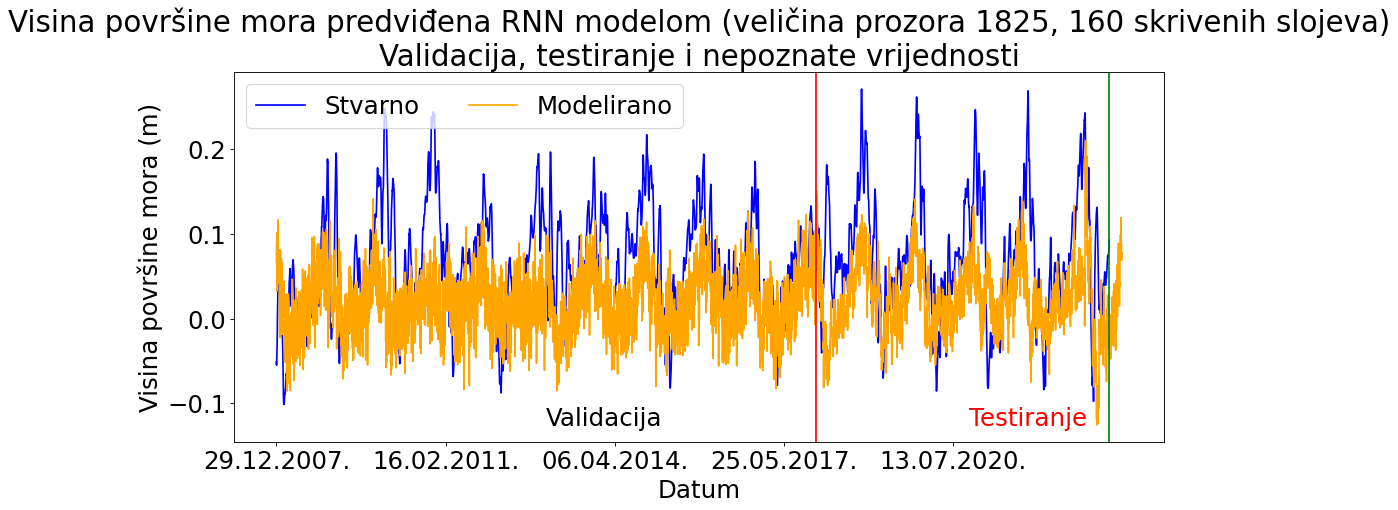 Visina površine mora predviđena RNN modelom (veličina prozora 1825, 160 skrivenih slojeva)
Validacija, testiranje i nepoznate vrijednosti
Stvarno Modelirano
Visina površine mora (m)
0.2
0.1
0.0
−0.1
Validacija Testiranje
29.12.2007. 16.02.2011. 06.04.2014. 25.05.2017. 13.07.2020.
Datum